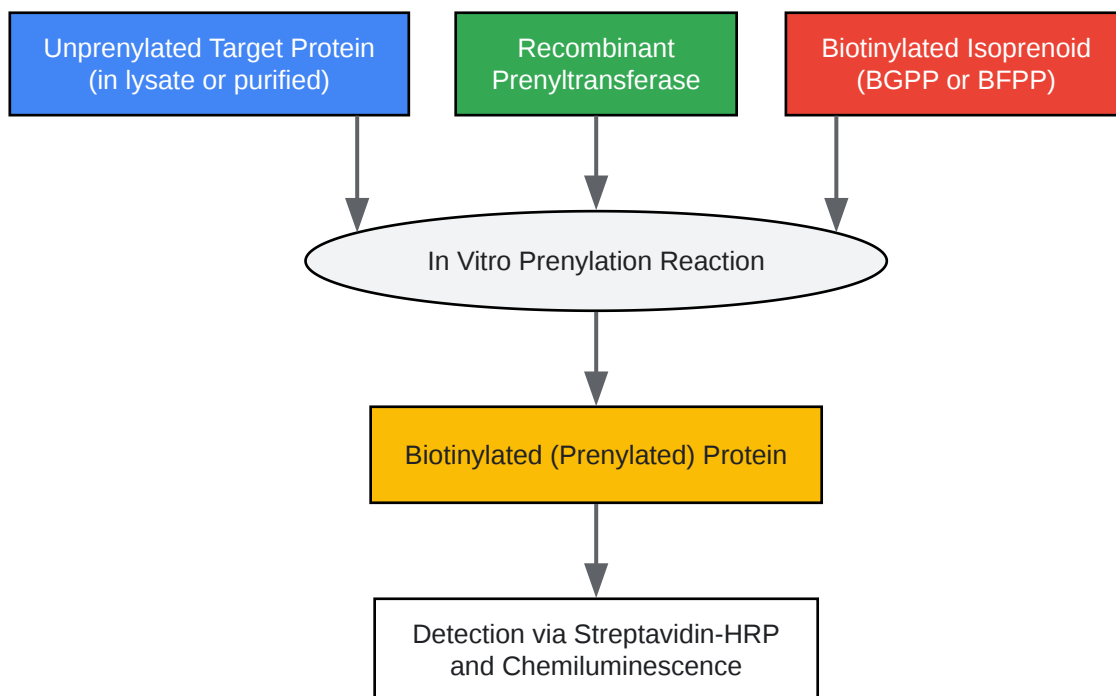 Unprenylated Target Protein
(in lysate or purified)
Recombinant
Prenyltransferase
Biotinylated Isoprenoid
(BGPP or BFPP)
In Vitro Prenylation Reaction
Biotinylated (Prenylated) Protein
Detection via Streptavidin-HRP
and Chemiluminescence